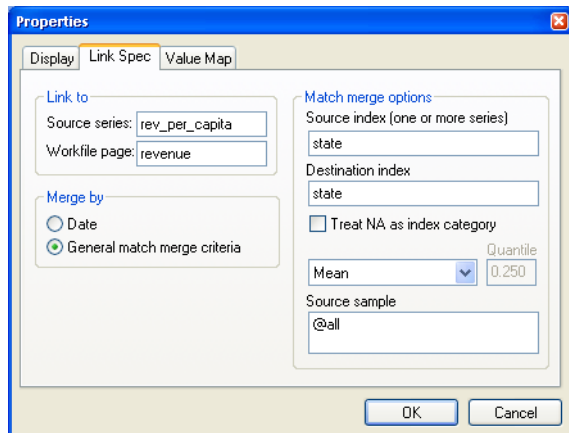 Properties
Display Link Spec Value Map
Link to
Source series: rev_per_capita
Workfile page: revenue
Merge by
Date
General match merge criteria
Match merge options
Source index (one or more series)
state
Destination index
state
Treat NA as index category
Quantile
Mean 0.250
Source sample
@all
OK Cancel